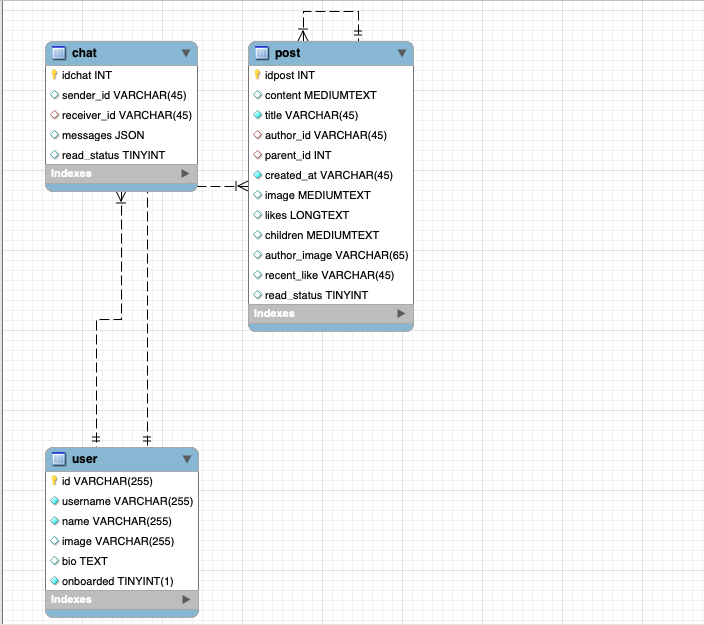 chat
idchat INT
sender_id VARCHAR(45)
receiver_id VARCHAR(45)
messages JSON
read_status TINYINT
Indexes
post
idpost INT
content MEDIUMTEXT
title VARCHAR(45)
author_id VARCHAR(45)
parent_id INT
created_at VARCHAR(45)
image MEDIUMTEXT
likes LONGTEXT
children MEDIUMTEXT
author_image VARCHAR(65)
recent_like VARCHAR(45)
read_status TINYINT
Indexes
user
id VARCHAR(255)
username VARCHAR(255)
name VARCHAR(255)
image VARCHAR(255)
bio TEXT
onboarded TINYINT(1)
Indexes